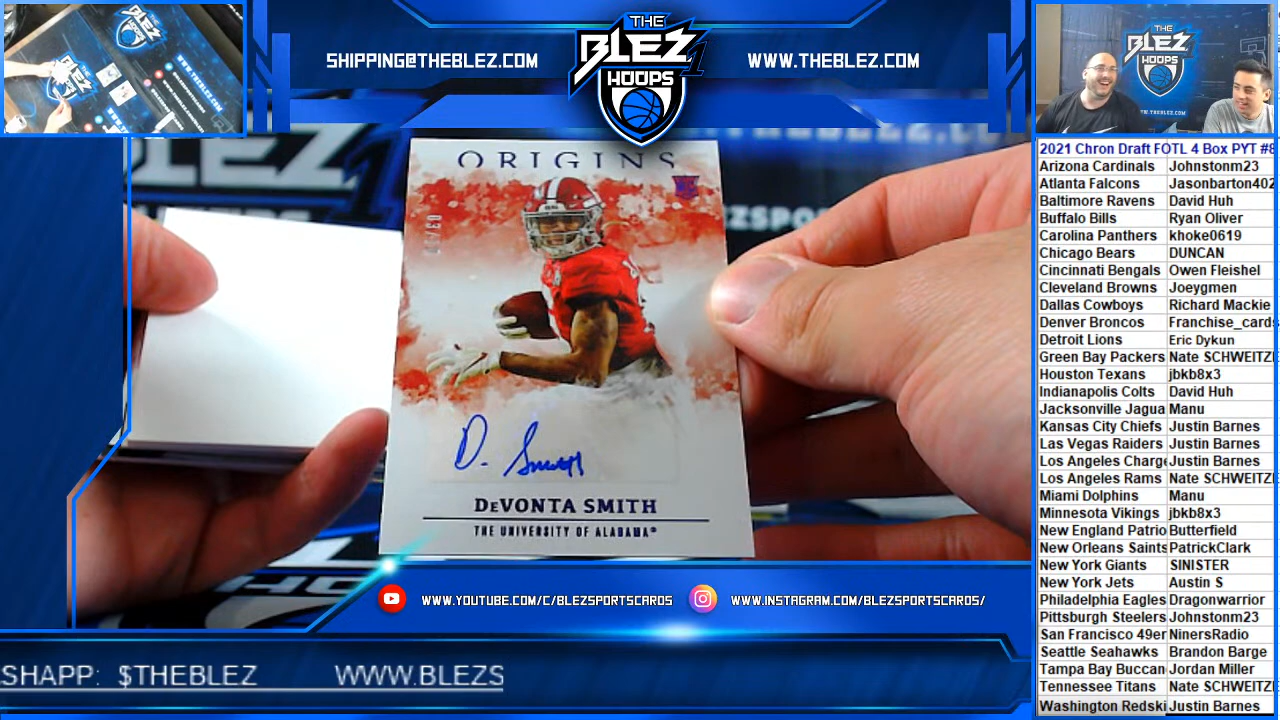 SHIPPING@THEBLEZ.COM
THE
BLEZ
HOOPS
WWW.THEBLEZ.COM
ORIGINS
RC
D. Smith
DEVONTA SMITH
THE UNIVERSITY OF ALABAMA®
WWW.YOUTUBE.COM/C/BLEZSPORTSCARDS
WWW.INSTAGRAM.COM/BLEZSPORTSCARDS/
SHAPP: $THEBLEZ WWW.BLEZS
2021 Chron Draft FOTL 4 Box PYT #8
Arizona Cardinals Johnstonm23
Atlanta Falcons Jasonbarton402
Baltimore Ravens David Huh
Buffalo Bills Ryan Oliver
Carolina Panthers khoke0619
Chicago Bears DUNCAN
Cincinnati Bengals Owen Fleishel
Cleveland Browns Joeygmen
Dallas Cowboys Richard Mackie
Denver Broncos Franchise_cards
Detroit Lions Eric Dykun
Green Bay Packers Nate SCHWEITZE
Houston Texans jbkb8x3
Indianapolis Colts David Huh
Jacksonville Jagua Manu
Kansas City Chiefs Justin Barnes
Las Vegas Raiders Justin Barnes
Los Angeles Charge Justin Barnes
Los Angeles Rams Nate SCHWEITZE
Miami Dolphins Manu
Minnesota Vikings jbkb8x3
New England Patrio Butterfield
New Orleans Saints PatrickClark
New York Giants SINISTER
New York Jets Austin S
Philadelphia Eagles Dragonwarrior
Pittsburgh Steelers Johnstonm23
San Francisco 49er NinersRadio
Seattle Seahawks Brandon Barge
Tampa Bay Buccan Jordan Miller
Tennessee Titans Nate SCHWEITZE
Washington Redski Justin Barnes